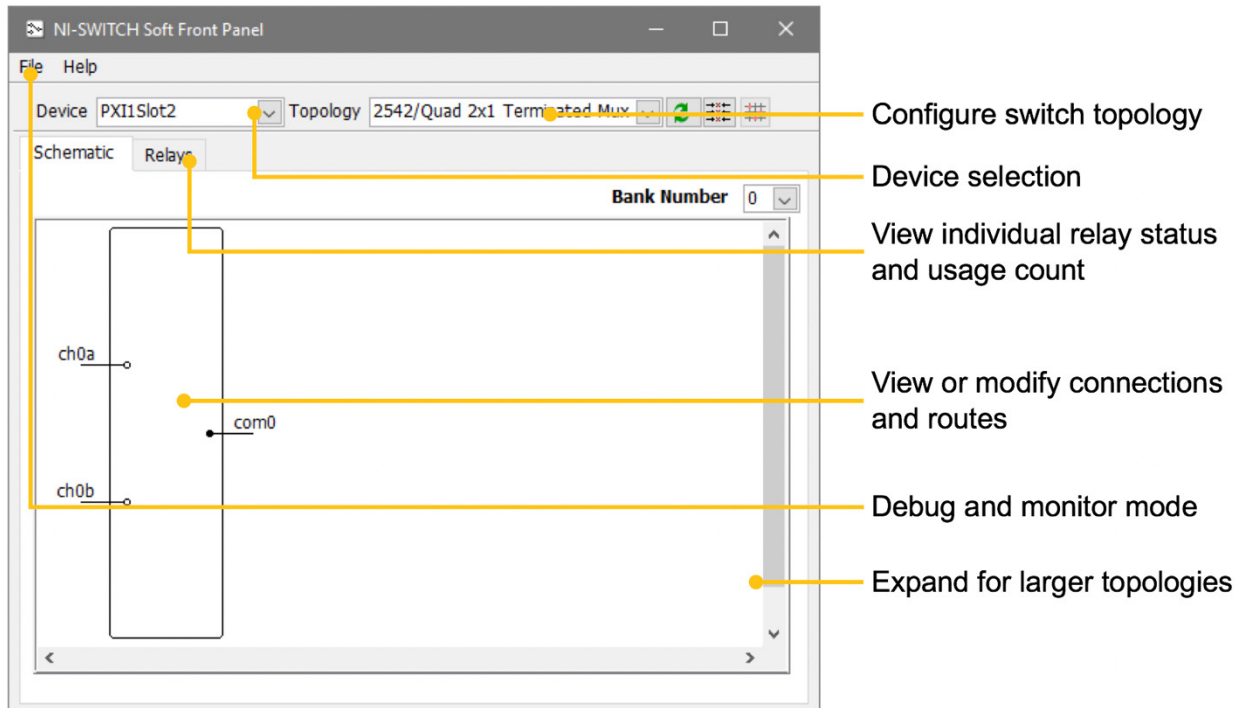 NI-SWITCH Soft Front Panel
File Help
Device PXI1Slot2 Topology 2542/Quad 2x1 Terminated Mux
Schematic Relays
Bank Number 0
ch0a
com0
ch0b
Configure switch topology
Device selection
View individual relay status
and usage count
View or modify connections
and routes
Debug and monitor mode
Expand for larger topologies